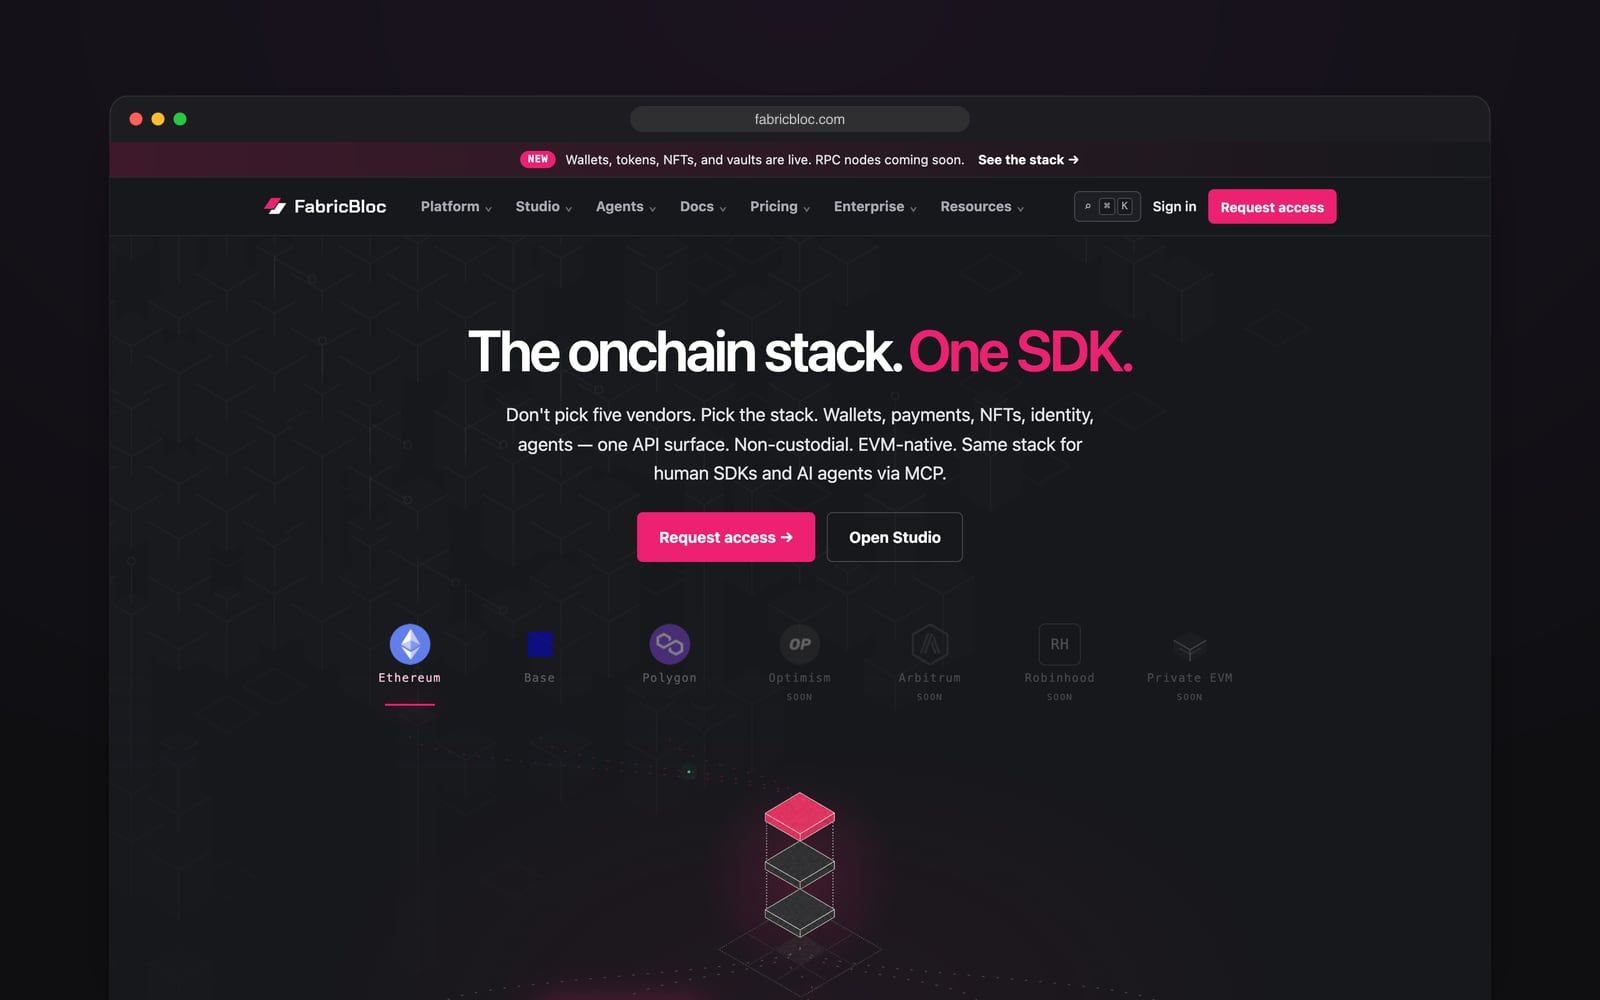 fabricbloc.com
NEW Wallets, tokens, NFTs, and vaults are live. RPC nodes coming soon. See the stack →
FabricBloc Platform Studio Agents Docs Pricing Enterprise Resources ⌘ K Sign in Request access
The onchain stack. One SDK.
Don't pick five vendors. Pick the stack. Wallets, payments, NFTs, identity,
agents — one API surface. Non-custodial. EVM-native. Same stack for
human SDKs and AI agents via MCP.
Request access → Open Studio
OP RH
Ethereum Base Polygon Optimism Arbitrum Robinhood Private EVM
SOON SOON SOON SOON